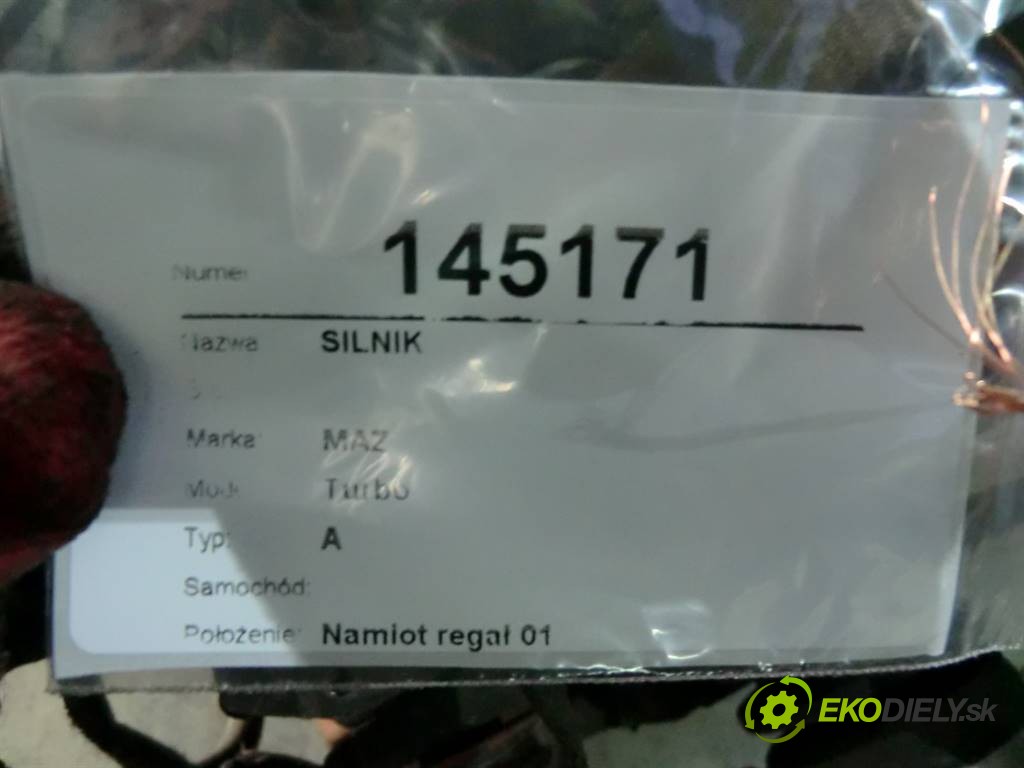 Numer 145171
Nazwa SILNIK
Marka: MAZ
Turbo
Typ: A
Samochód:
Położenie: Namiot regał 01
EKODIELY.sk